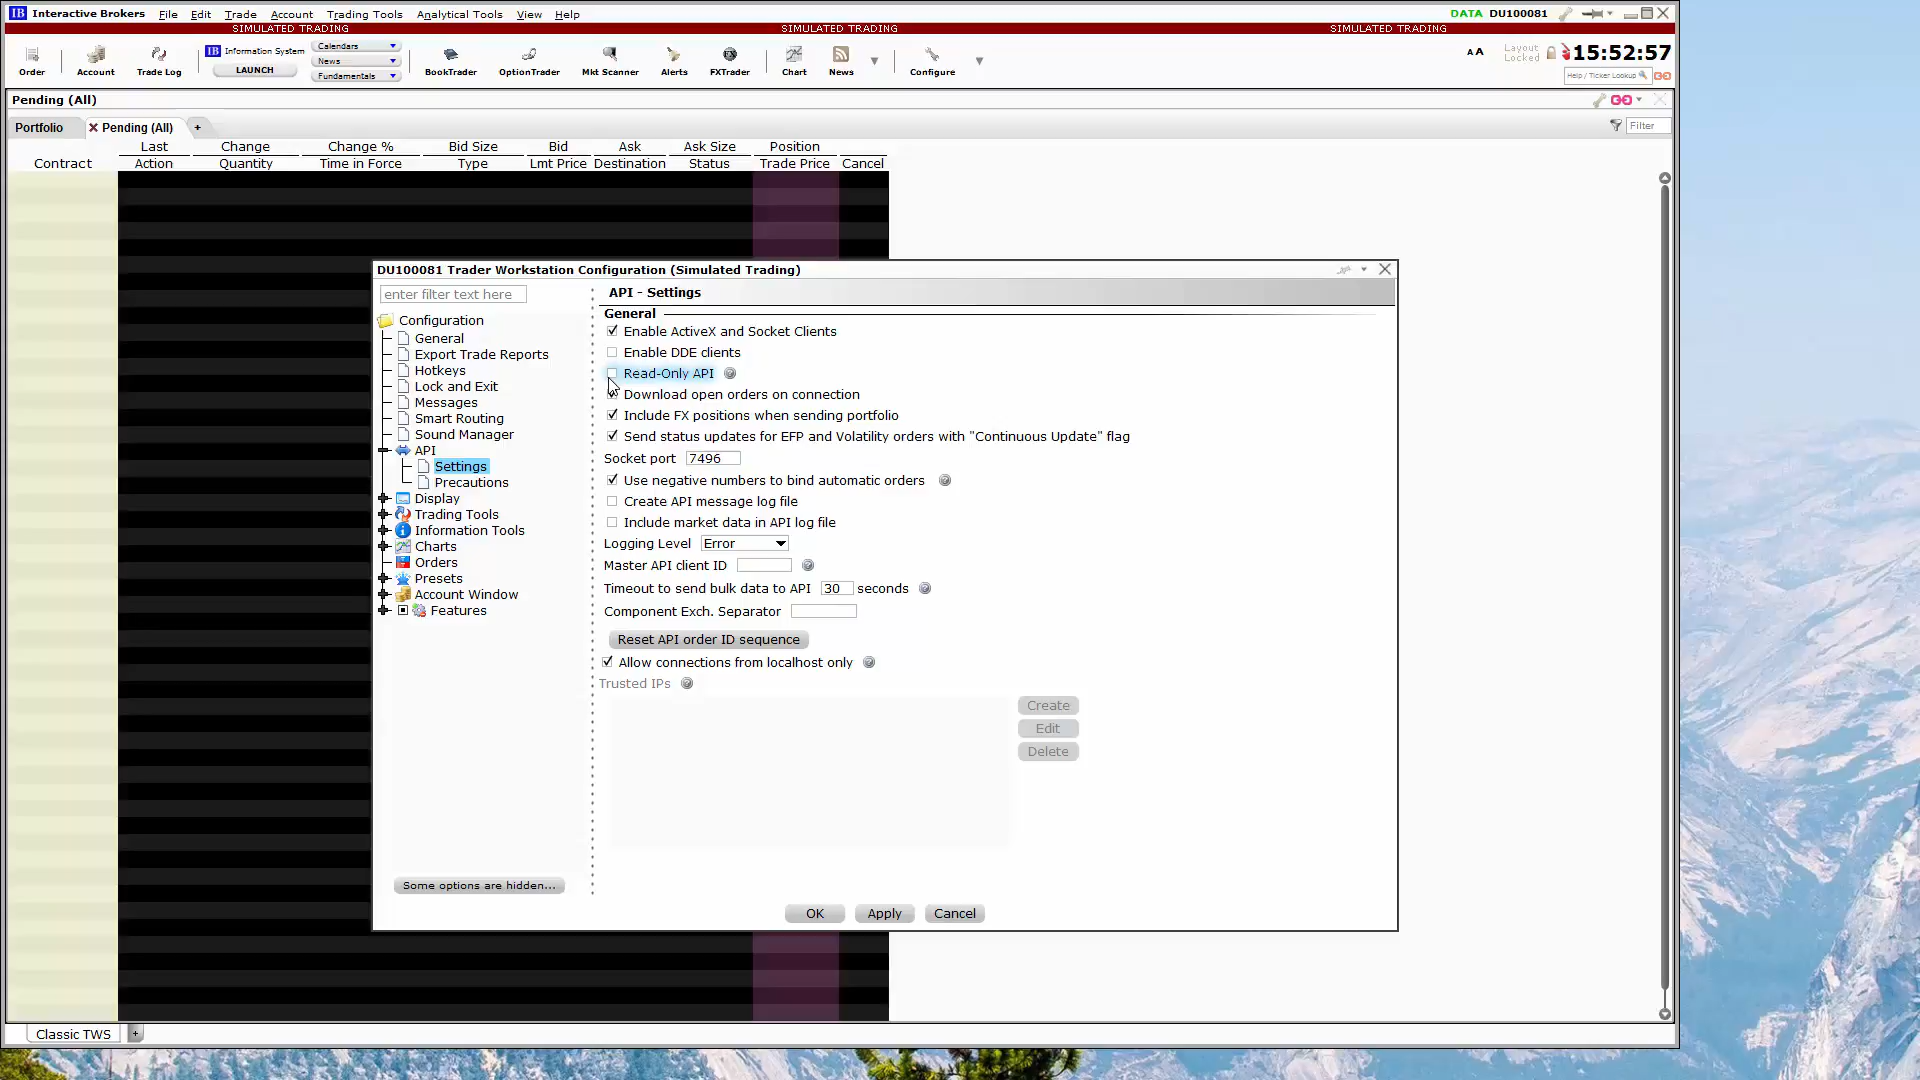 IB Interactive Brokers File Edit Trade Account Trading Tools Analytical Tools View Help DATA DU100081
SIMULATED TRADING SIMULATED TRADING SIMULATED TRADING
Order Account Trade Log IB Information System LAUNCH Calendars News Fundamentals BookTrader OptionTrader Mkt Scanner Alerts FXTrader Chart News Configure A A Layout Locked 15:52:57
Help / Ticker Lookup
Pending (All)
Portfolio Pending (All) + Filter
Last Change Change % Bid Size Bid Ask Ask Size Position
Contract Action Quantity Time in Force Type Lmt Price Destination Status Trade Price Cancel
DU100081 Trader Workstation Configuration (Simulated Trading)
enter filter text here
Configuration
General
Export Trade Reports
Hotkeys
Lock and Exit
Messages
Smart Routing
Sound Manager
API
Settings
Precautions
Display
Trading Tools
Information Tools
Charts
Orders
Presets
Account Window
Features
Some options are hidden...
API - Settings
General
Enable ActiveX and Socket Clients
Enable DDE clients
Read-Only API
Download open orders on connection
Include FX positions when sending portfolio
Send status updates for EFP and Volatility orders with "Continuous Update" flag
Socket port 7496
Use negative numbers to bind automatic orders
Create API message log file
Include market data in API log file
Logging Level Error
Master API client ID
Timeout to send bulk data to API 30 seconds
Component Exch. Separator
Reset API order ID sequence
Allow connections from localhost only
Trusted IPs
Create
Edit
Delete
OK Apply Cancel
Classic TWS +